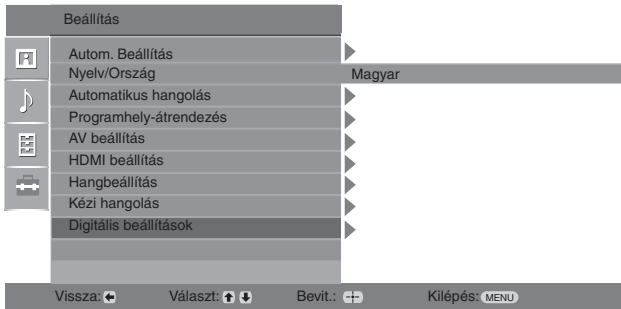 Beállítás
Autom. Beállítás
Nyelv/Ország Magyar
Automatikus hangolás
Programhely-átrendezés
AV beállítás
HDMI beállítás
Hangbeállítás
Kézi hangolás
Digitális beállítások
Vissza: Választ: Bevit.: Kilépés: MENU